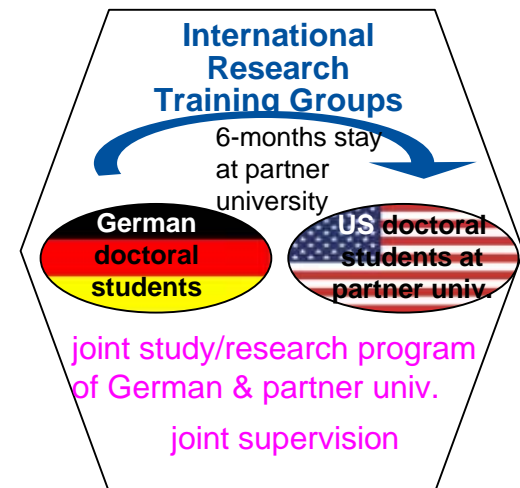 International
Research
Training Groups
6-months stay
at partner
university
German
doctoral
students
US doctoral
students at
partner univ.
joint study/research program
of German & partner univ.
joint supervision